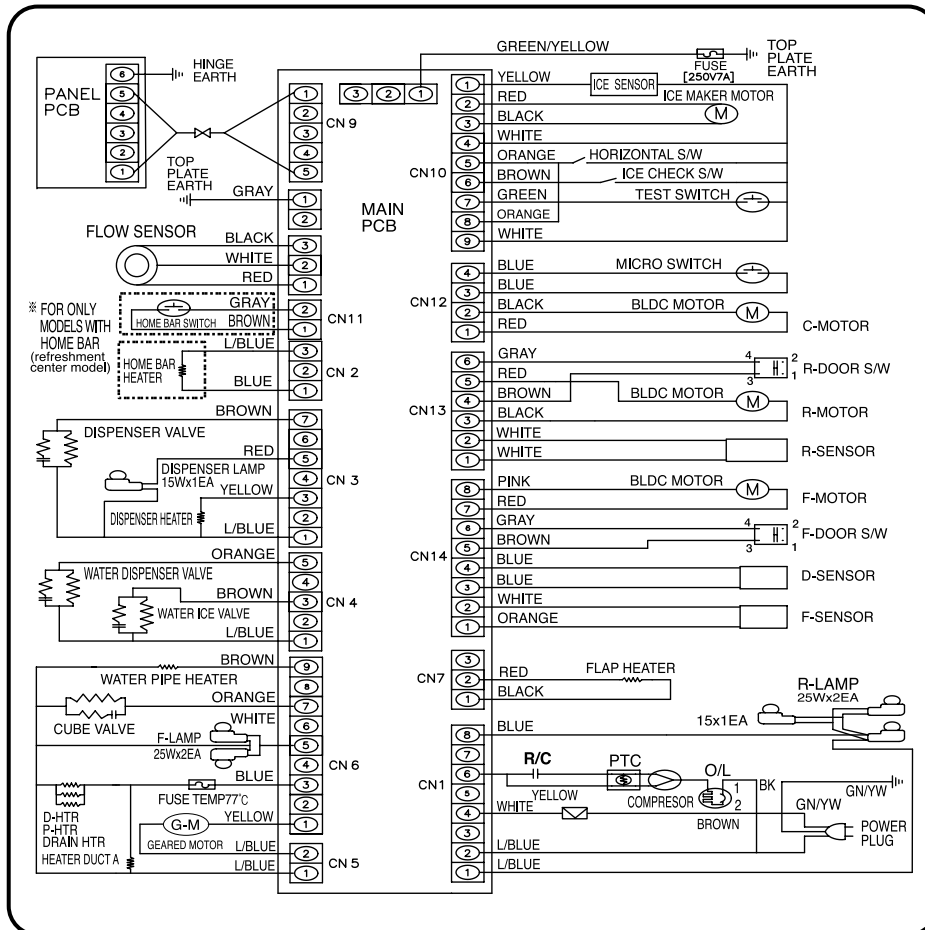 GREEN/YELLOW
FUSE
[250V7A]
TOP
PLATE
EARTH
PANEL
PCB
6
5
4
3
2
1
HINGE
EARTH
TOP
PLATE
EARTH
GRAY
1
2
3
4
5
CN 9
3 2 1
1
2
MAIN
PCB
FLOW SENSOR
BLACK
WHITE
RED
3
2
1
※ FOR ONLY
MODELS WITH
HOME BAR
(refreshment
center model)
GRAY
HOME BAR SWITCH
BROWN
2
1
CN11
L/BLUE
HOME BAR
HEATER
BLUE
3
2
1
CN 2
BROWN
DISPENSER VALVE
RED
DISPENSER LAMP
15Wx1EA
YELLOW
DISPENSER HEATER
L/BLUE
7
6
5
4
3
2
1
CN 3
ORANGE
WATER DISPENSER VALVE
BROWN
WATER ICE VALVE
L/BLUE
5
4
3
2
1
CN 4
BROWN
WATER PIPE HEATER
ORANGE
CUBE VALVE
WHITE
F-LAMP
25Wx2EA
BLUE
FUSE TEMP77°C
D-HTR
P-HTR
DRAIN HTR
HEATER DUCT A
YELLOW
G-M
GEARED MOTOR
9
8
7
6
5
4
3
2
1
CN 6
L/BLUE
L/BLUE
2
1
CN 5
YELLOW
ICE SENSOR
RED
ICE MAKER MOTOR
M
BLACK
WHITE
ORANGE
HORIZONTAL S/W
BROWN
ICE CHECK S/W
GREEN
TEST SWITCH
ORANGE
WHITE
1
2
3
4
5
6
7
8
9
CN10
BLUE
MICRO SWITCH
BLUE
BLACK
BLDC MOTOR
M
RED
C-MOTOR
4
3
2
1
CN12
GRAY
4 2
R-DOOR S/W
3 1
RED
BROWN
BLDC MOTOR
M
BLACK
R-MOTOR
WHITE
WHITE
R-SENSOR
6
5
4
3
2
1
CN13
PINK
BLDC MOTOR
M
F-MOTOR
RED
GRAY
4 2
F-DOOR S/W
BROWN
3 1
BLUE
D-SENSOR
BLUE
WHITE
F-SENSOR
ORANGE
8
7
6
5
4
3
2
1
CN14
RED
FLAP HEATER
BLACK
3
2
1
CN7
R-LAMP
25Wx2EA
15x1EA
BLUE
R/C
PTC
O/L
1
2
BK
GN/YW
GN/YW
YELLOW
COMPRESOR
WHITE
BROWN
POWER
PLUG
L/BLUE
L/BLUE
8
7
6
5
4
3
2
1
CN1